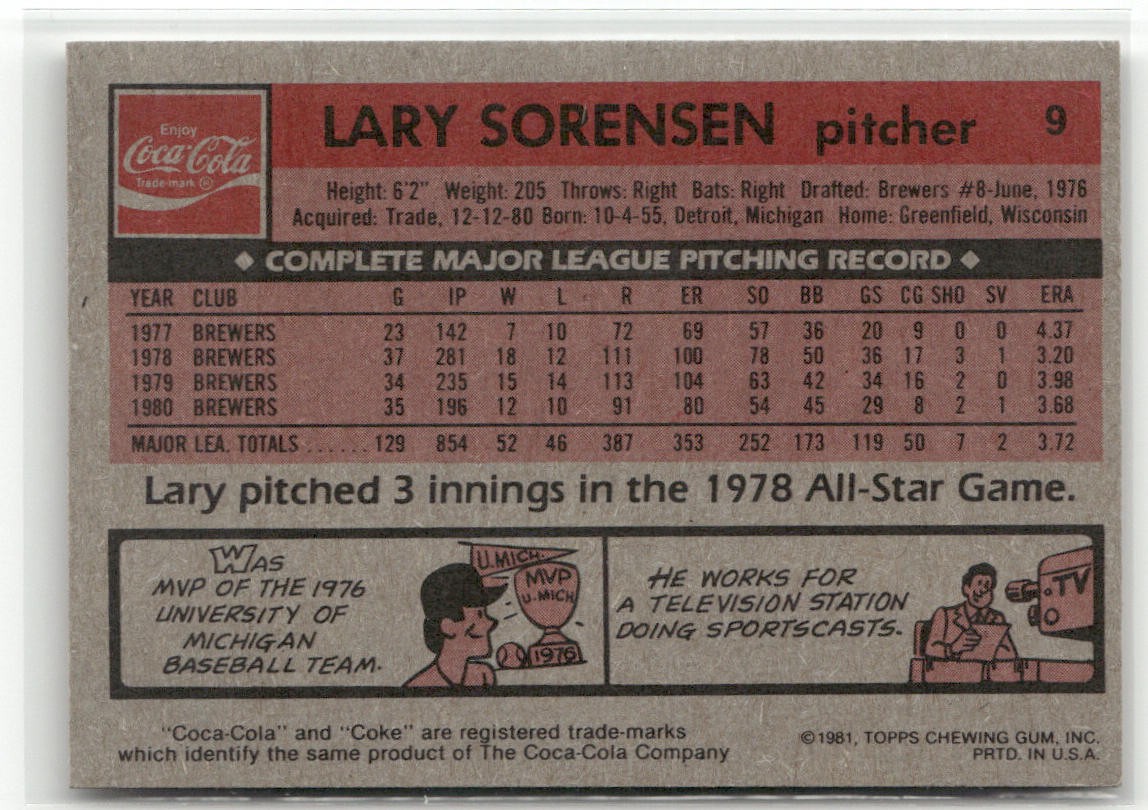 Enjoy
Coca-Cola
Trade-mark ®
LARY SORENSEN pitcher 9
Height: 6'2" Weight: 205 Throws: Right Bats: Right Drafted: Brewers #8-June, 1976
Acquired: Trade, 12-12-80 Born: 10-4-55, Detroit, Michigan Home: Greenfield, Wisconsin
◆ COMPLETE MAJOR LEAGUE PITCHING RECORD ◆
YEAR CLUB G IP W L R ER SO BB GS CG SHO SV ERA
1977 BREWERS 23 142 7 10 72 69 57 36 20 9 0 0 4.37
1978 BREWERS 37 281 18 12 111 100 78 50 36 17 3 1 3.20
1979 BREWERS 34 235 15 14 113 104 63 42 34 16 2 0 3.98
1980 BREWERS 35 196 12 10 91 80 54 45 29 8 2 1 3.68
MAJOR LEA. TOTALS ...... 129 854 52 46 387 353 252 173 119 50 7 2 3.72
Lary pitched 3 innings in the 1978 All-Star Game.
WAS
MVP OF THE 1976
UNIVERSITY OF
MICHIGAN
BASEBALL TEAM.
U.MICH.
MVP
U.MICH
1976
HE WORKS FOR
A TELEVISION STATION
DOING SPORTSCASTS.
.TV
"Coca-Cola" and "Coke" are registered trade-marks
which identify the same product of The Coca-Cola Company
©1981, TOPPS CHEWING GUM, INC.
PRTD. IN U.S.A.